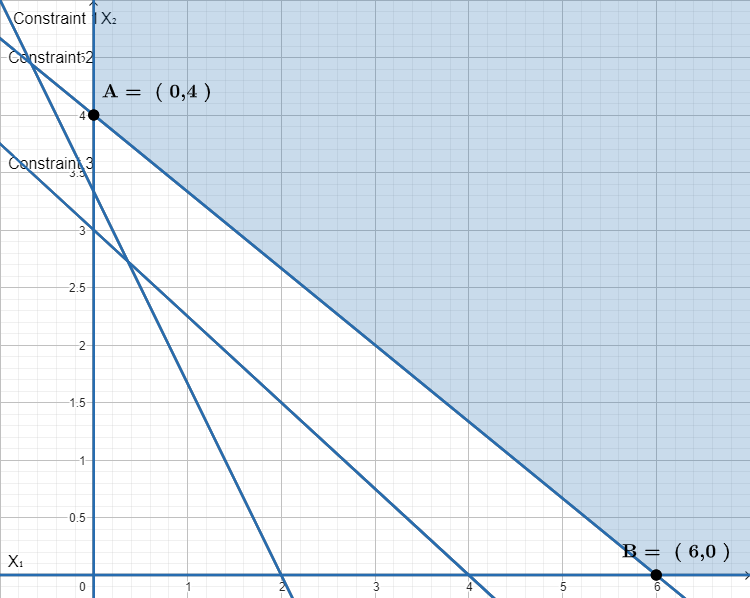 Constraint 1 X₂
Constraint 2
A = ( 0,4 )
4
Constraint 3
3.5
3
2.5
2
1.5
1
0.5
B = ( 6,0 )
X₁
0 1 2 3 4 5 6